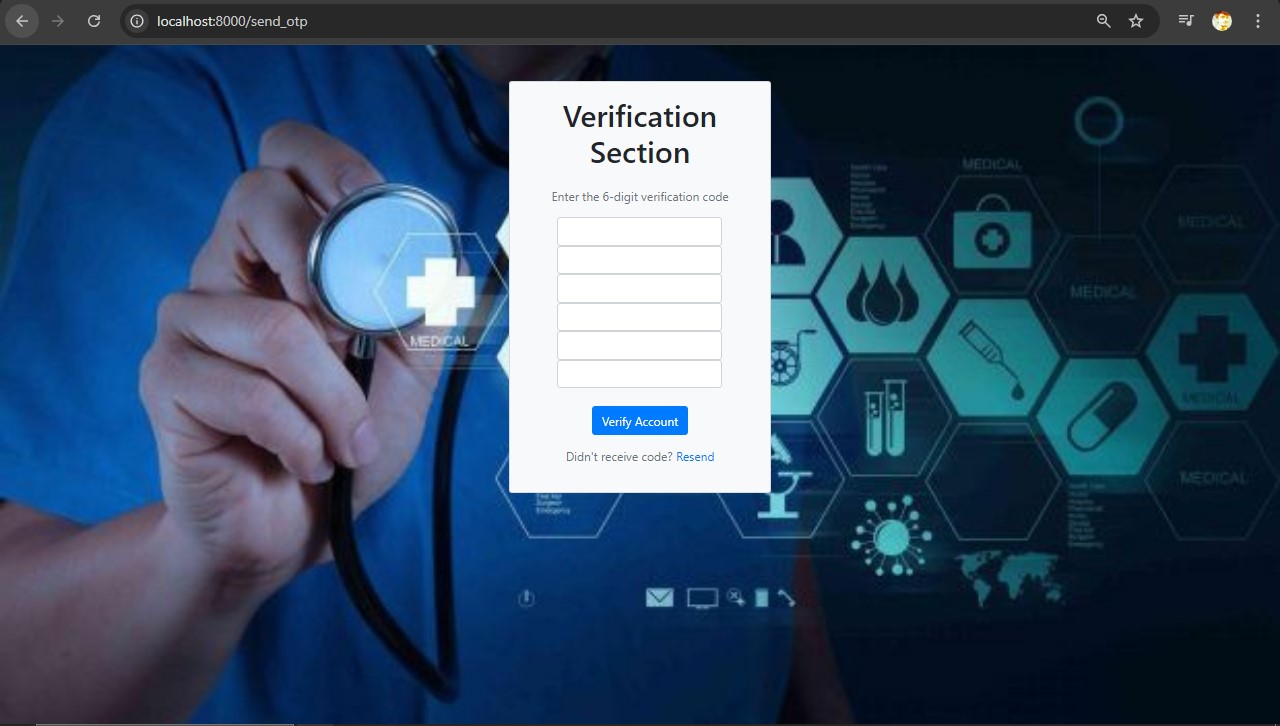 localhost:8000/send_otp
Verification
Section
Enter the 6-digit verification code
Verify Account
Didn't receive code? Resend
MEDICAL
MEDICAL
MEDICAL
MEDICAL
MEDICAL
MEDICAL
Emergency